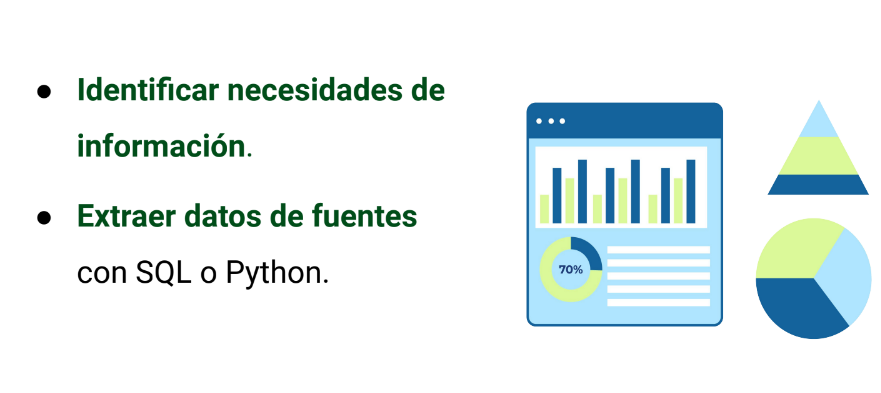 ● Identificar necesidades de
información.
● Extraer datos de fuentes
con SQL o Python.
70%